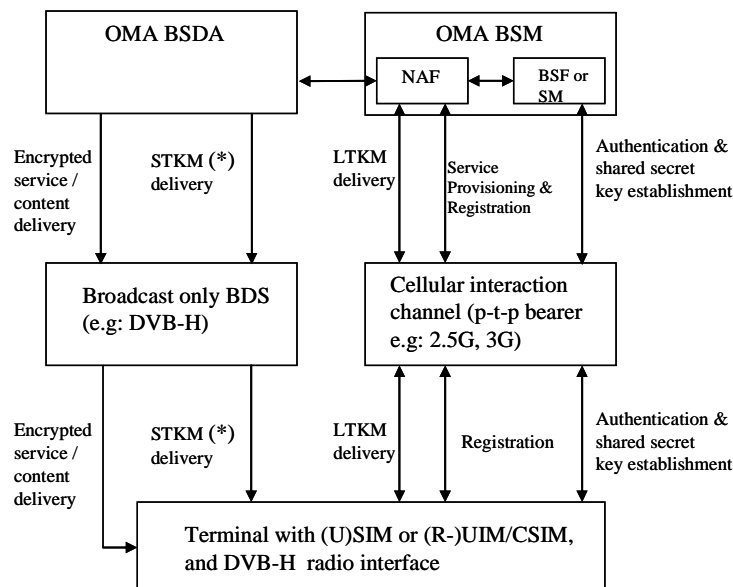 OMA BSDA
OMA BSM
NAF
BSF or
SM
Encrypted
service /
content
delivery
STKM (*)
delivery
LTKM
delivery
Service
Provisioning &
Registration
Authentication &
shared secret
key establishment
Broadcast only BDS
(e.g: DVB-H)
Cellular interaction
channel (p-t-p bearer
e.g: 2.5G, 3G)
Encrypted
service /
content
delivery
STKM (*)
delivery
LTKM
delivery
Registration
Authentication &
shared secret
key establishment
Terminal with (U)SIM or (R-)UIM/CSIM,
and DVB-H radio interface